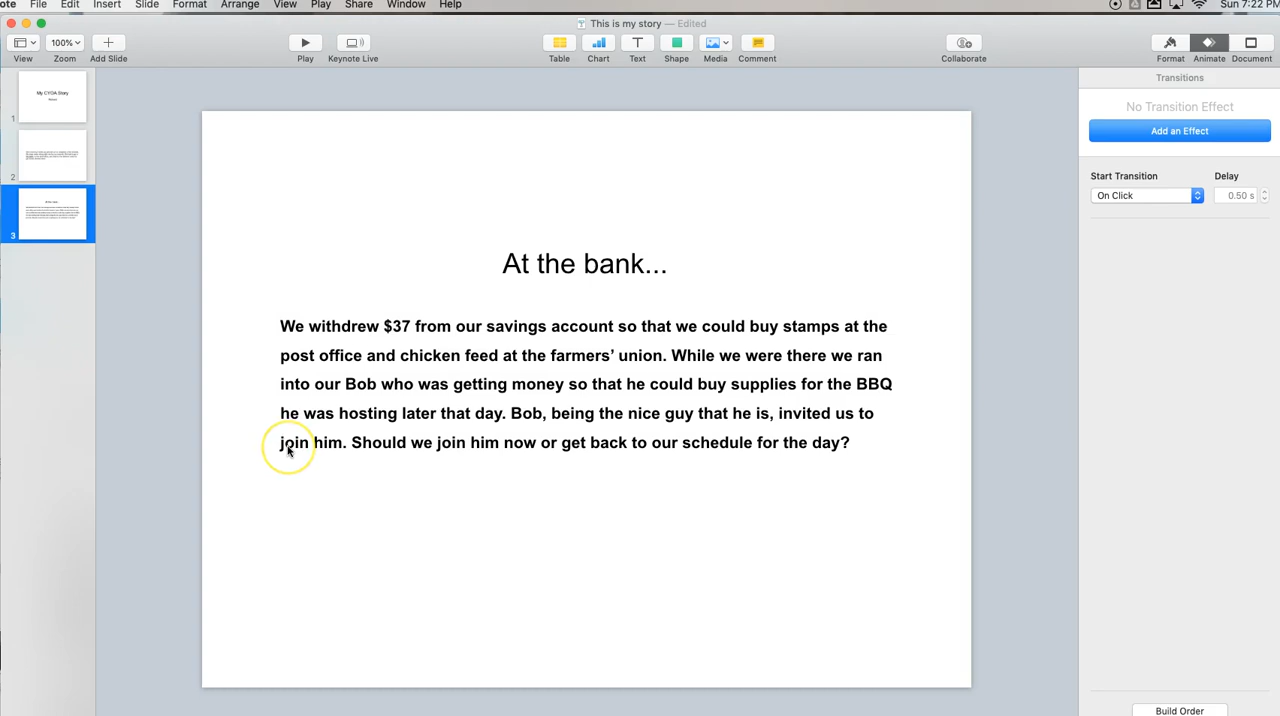 ote File Edit Insert Slide Format Arrange View Play Share Window Help Sun 7:22 PM
This is my story — Edited
100%
View Zoom Add Slide Play Keynote Live Table Chart Text Shape Media Comment Collaborate Format Animate Document
Transitions
No Transition Effect
Add an Effect
Start Transition Delay
On Click 0.50 s
My CYOA Story
1
2
3
At the bank...
We withdrew $37 from our savings account so that we could buy stamps at the
post office and chicken feed at the farmers’ union. While we were there we ran
into our Bob who was getting money so that he could buy supplies for the BBQ
he was hosting later that day. Bob, being the nice guy that he is, invited us to
join him. Should we join him now or get back to our schedule for the day?
Build Order